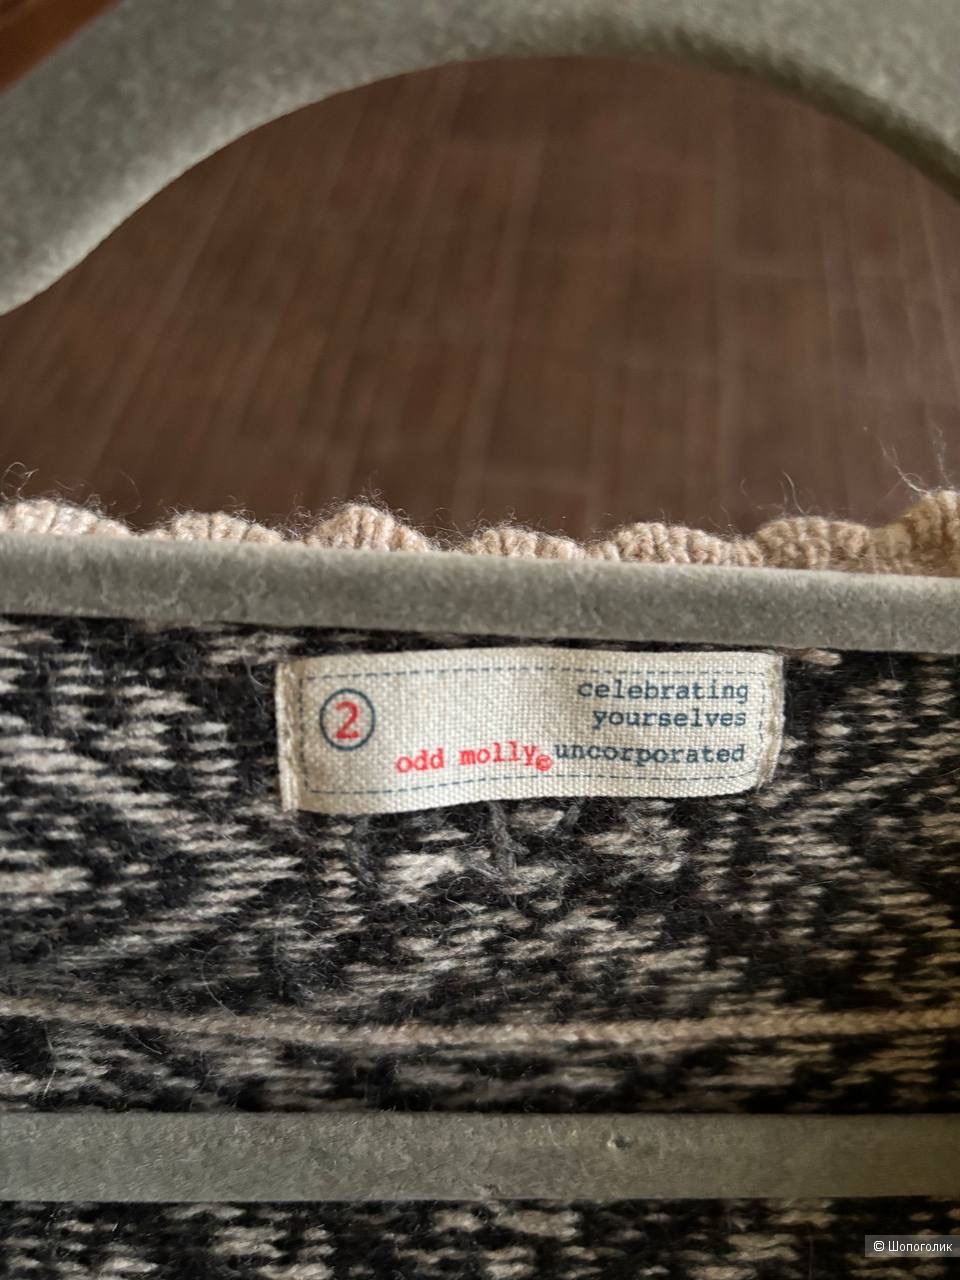 2
celebrating
yourselves
odd molly© uncorporated
© Шопоголик